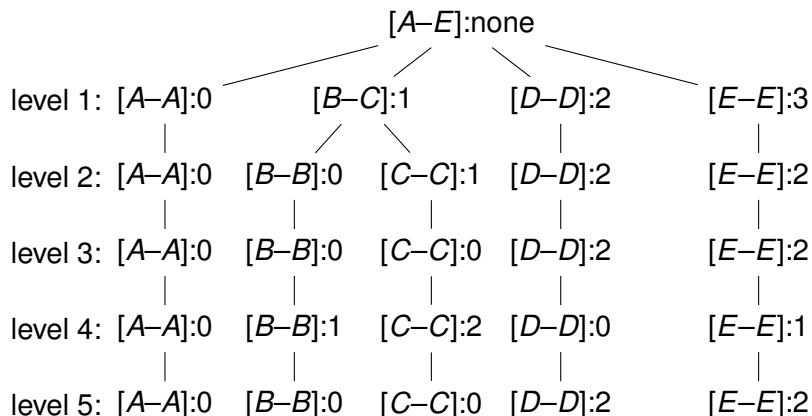 [A–E]:none
level 1: [A–A]:0 [B–C]:1 [D–D]:2 [E–E]:3
level 2: [A–A]:0 [B–B]:0 [C–C]:1 [D–D]:2 [E–E]:2
level 3: [A–A]:0 [B–B]:0 [C–C]:0 [D–D]:2 [E–E]:2
level 4: [A–A]:0 [B–B]:1 [C–C]:2 [D–D]:0 [E–E]:1
level 5: [A–A]:0 [B–B]:0 [C–C]:0 [D–D]:2 [E–E]:2